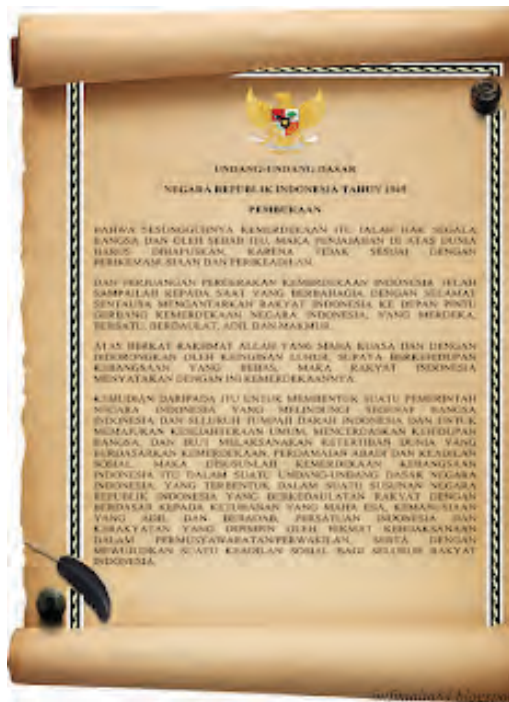 UNDANG-UNDANG DASAR
NEGARA REPUBLIK INDONESIA TAHUN 1945
PEMBUKAAN
BAHWA SESUNGGUHNYA KEMERDEKAAN ITU IALAH HAK SEGALA
BANGSA DAN OLEH SEBAB ITU, MAKA PENJAJAHAN DI ATAS DUNIA
HARUS DIHAPUSKAN, KARENA TIDAK SESUAI DENGAN
PERIKEMANUSIAAN DAN PERIKEADILAN.
DAN PERJUANGAN PERGERAKAN KEMERDEKAAN INDONESIA TELAH
SAMPAILAH KEPADA SAAT YANG BERBAHAGIA DENGAN SELAMAT
SENTAUSA MENGANTARKAN RAKYAT INDONESIA KE DEPAN PINTU
GERBANG KEMERDEKAAN NEGARA INDONESIA, YANG MERDEKA,
BERSATU, BERDAULAT, ADIL DAN MAKMUR.
ATAS BERKAT RAKHMAT ALLAH YANG MAHA KUASA DAN DENGAN
DIDORONGKAN OLEH KEINGINAN LUHUR, SUPAYA BERKEHIDUPAN
KEBANGSAAN YANG BEBAS, MAKA RAKYAT INDONESIA
MENYATAKAN DENGAN INI KEMERDEKAANNYA.
KEMUDIAN DARIPADA ITU UNTUK MEMBENTUK SUATU PEMERINTAH
NEGARA INDONESIA YANG MELINDUNGI SEGENAP BANGSA
INDONESIA DAN SELURUH TUMPAH DARAH INDONESIA DAN UNTUK
MEMAJUKAN KESEJAHTERAAN UMUM, MENCERDASKAN KEHIDUPAN
BANGSA, DAN IKUT MELAKSANAKAN KETERTIBAN DUNIA YANG
BERDASARKAN KEMERDEKAAN, PERDAMAIAN ABADI DAN KEADILAN
SOSIAL, MAKA DISUSUNLAH KEMERDEKAAN KEBANGSAAN
INDONESIA ITU DALAM SUATU UNDANG-UNDANG DASAR NEGARA
INDONESIA, YANG TERBENTUK DALAM SUATU SUSUNAN NEGARA
REPUBLIK INDONESIA YANG BERKEDAULATAN RAKYAT DENGAN
BERDASAR KEPADA KETUHANAN YANG MAHA ESA, KEMANUSIAAN
YANG ADIL DAN BERADAB, PERSATUAN INDONESIA DAN
KERAKYATAN YANG DIPIMPIN OLEH HIKMAT KEBIJAKSANAAN
DALAM PERMUSYAWARATAN/PERWAKILAN, SERTA DENGAN
MEWUJUDKAN SUATU KEADILAN SOSIAL BAGI SELURUH RAKYAT
INDONESIA.